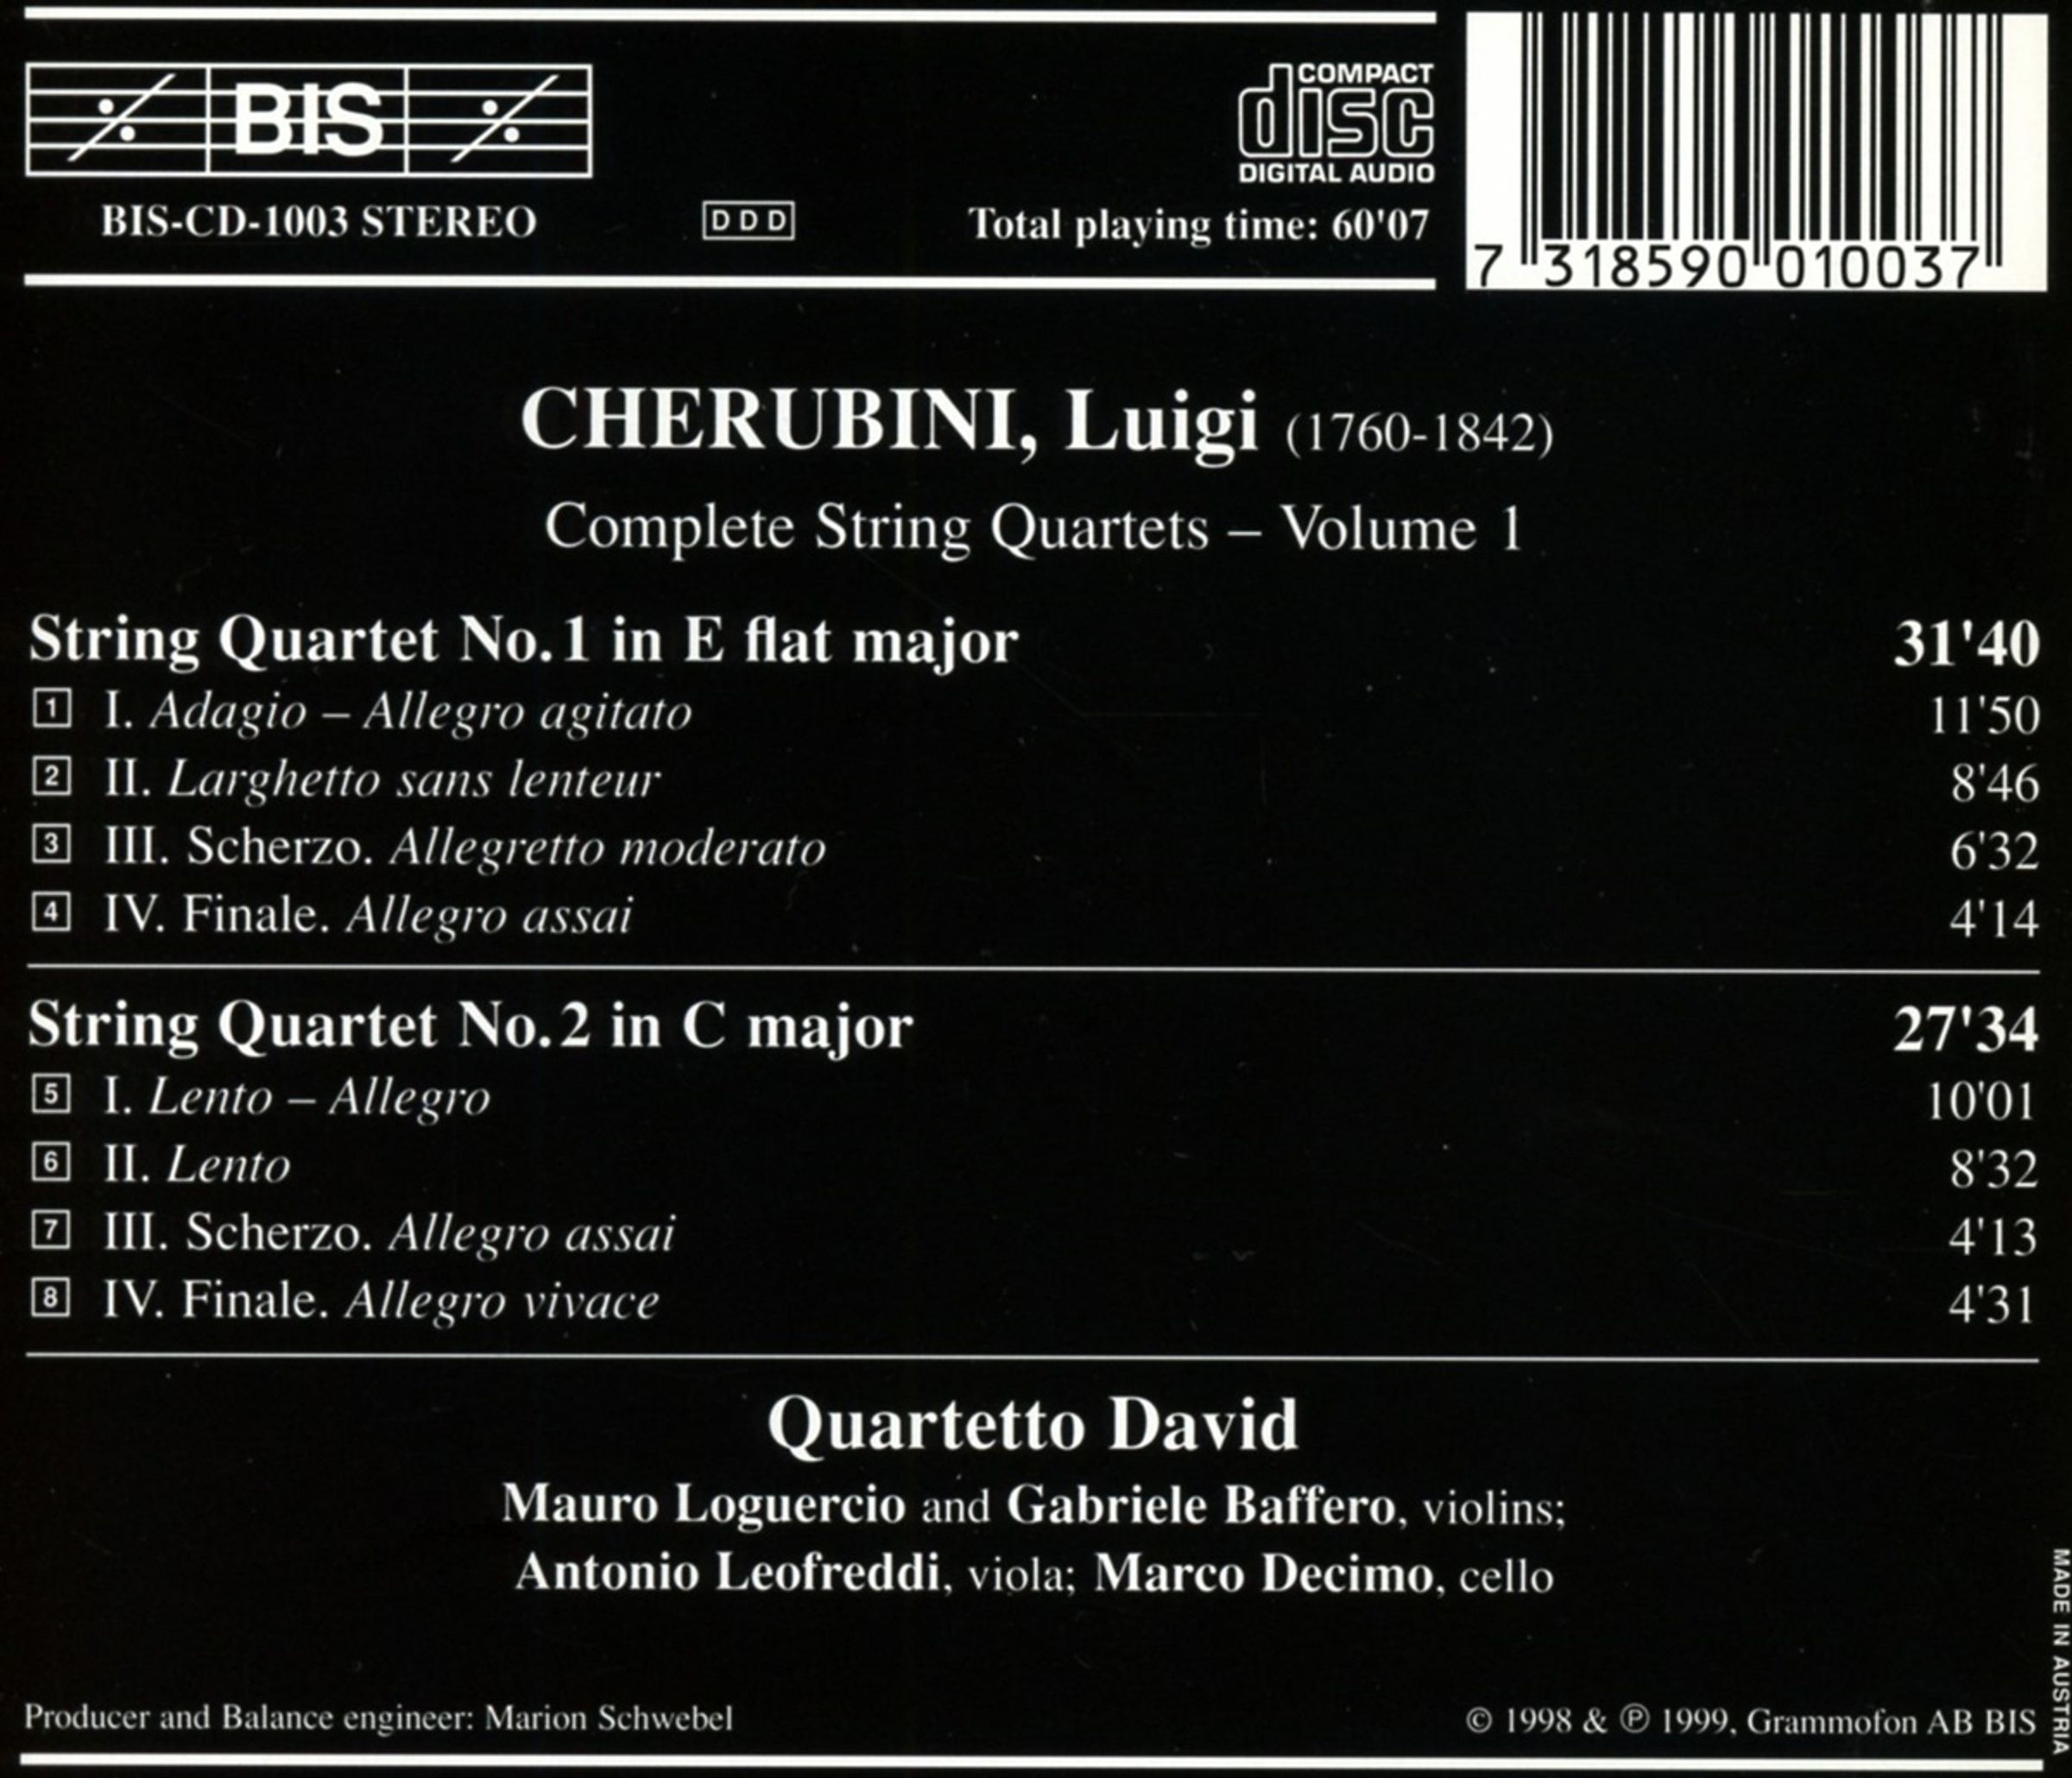 BIS
COMPACT
disc
DIGITAL AUDIO
BIS-CD-1003 STEREO
DDD
Total playing time: 60'07
7 318590 010037
CHERUBINI, Luigi (1760-1842)
Complete String Quartets – Volume 1
String Quartet No. 1 in E flat major 31'40
1 I. Adagio – Allegro agitato 11'50
2 II. Larghetto sans lenteur 8'46
3 III. Scherzo. Allegretto moderato 6'32
4 IV. Finale. Allegro assai 4'14
String Quartet No. 2 in C major 27'34
5 I. Lento – Allegro 10'01
6 II. Lento 8'32
7 III. Scherzo. Allegro assai 4'13
8 IV. Finale. Allegro vivace 4'31
Quartetto David
Mauro Loguercio and Gabriele Baffero, violins;
Antonio Leofreddi, viola; Marco Decimo, cello
Producer and Balance engineer: Marion Schwebel
© 1998 & ℗ 1999, Grammofon AB BIS
MADE IN AUSTRIA